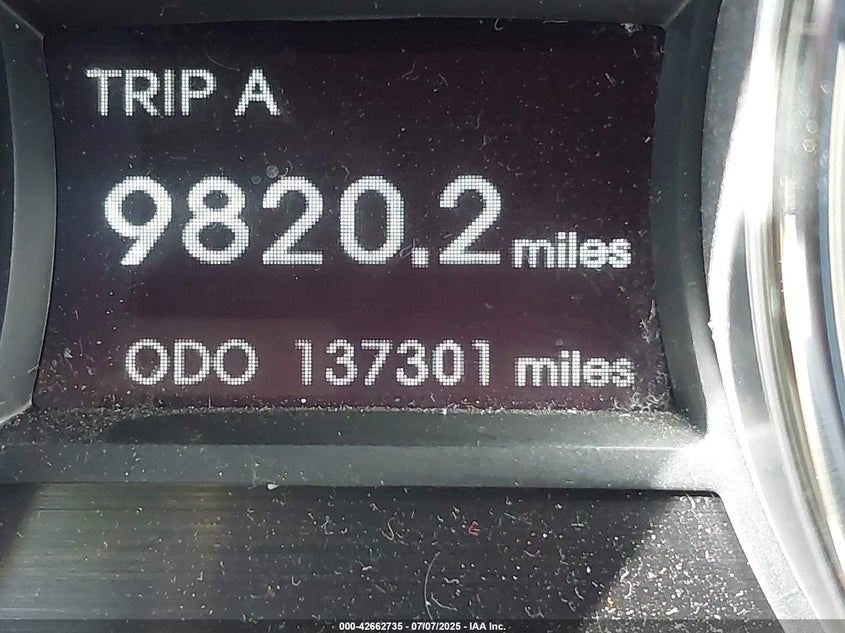 TRIP A
9820.2 miles
ODO 137301 miles
000-42662735 - 07/07/2025 - IAA Inc.